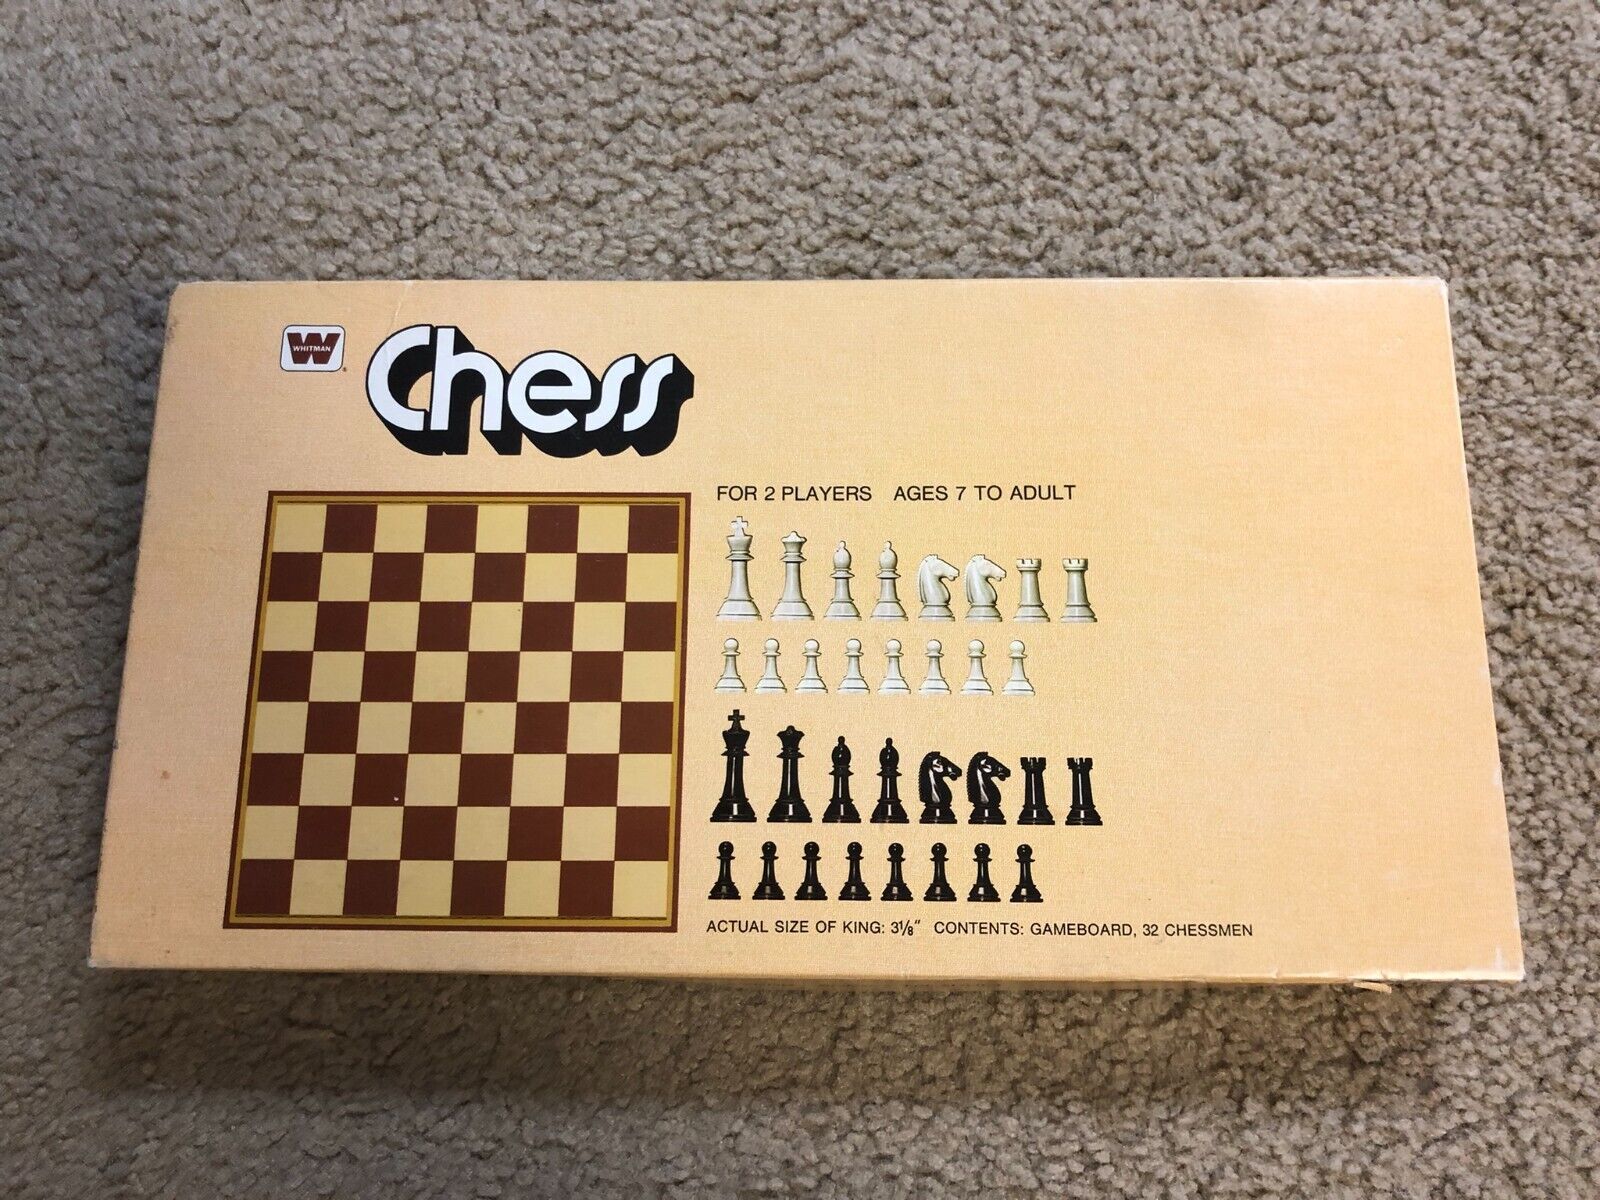 WHITMAN
Chess
FOR 2 PLAYERS AGES 7 TO ADULT
ACTUAL SIZE OF KING: 3⅛" CONTENTS: GAMEBOARD, 32 CHESSMEN